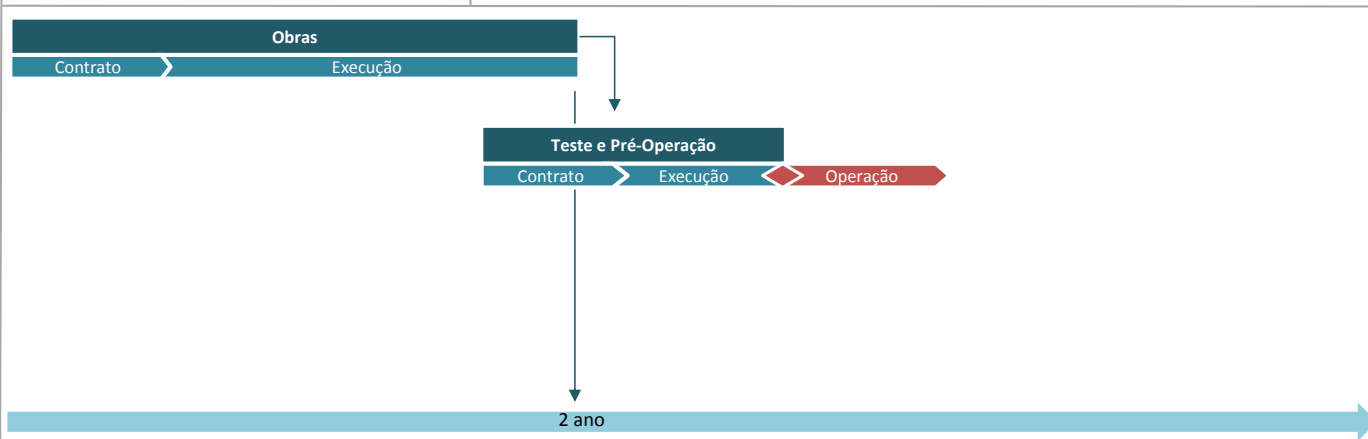 Obras
Contrato Execução
Teste e Pré-Operação
Contrato Execução Operação
2 ano